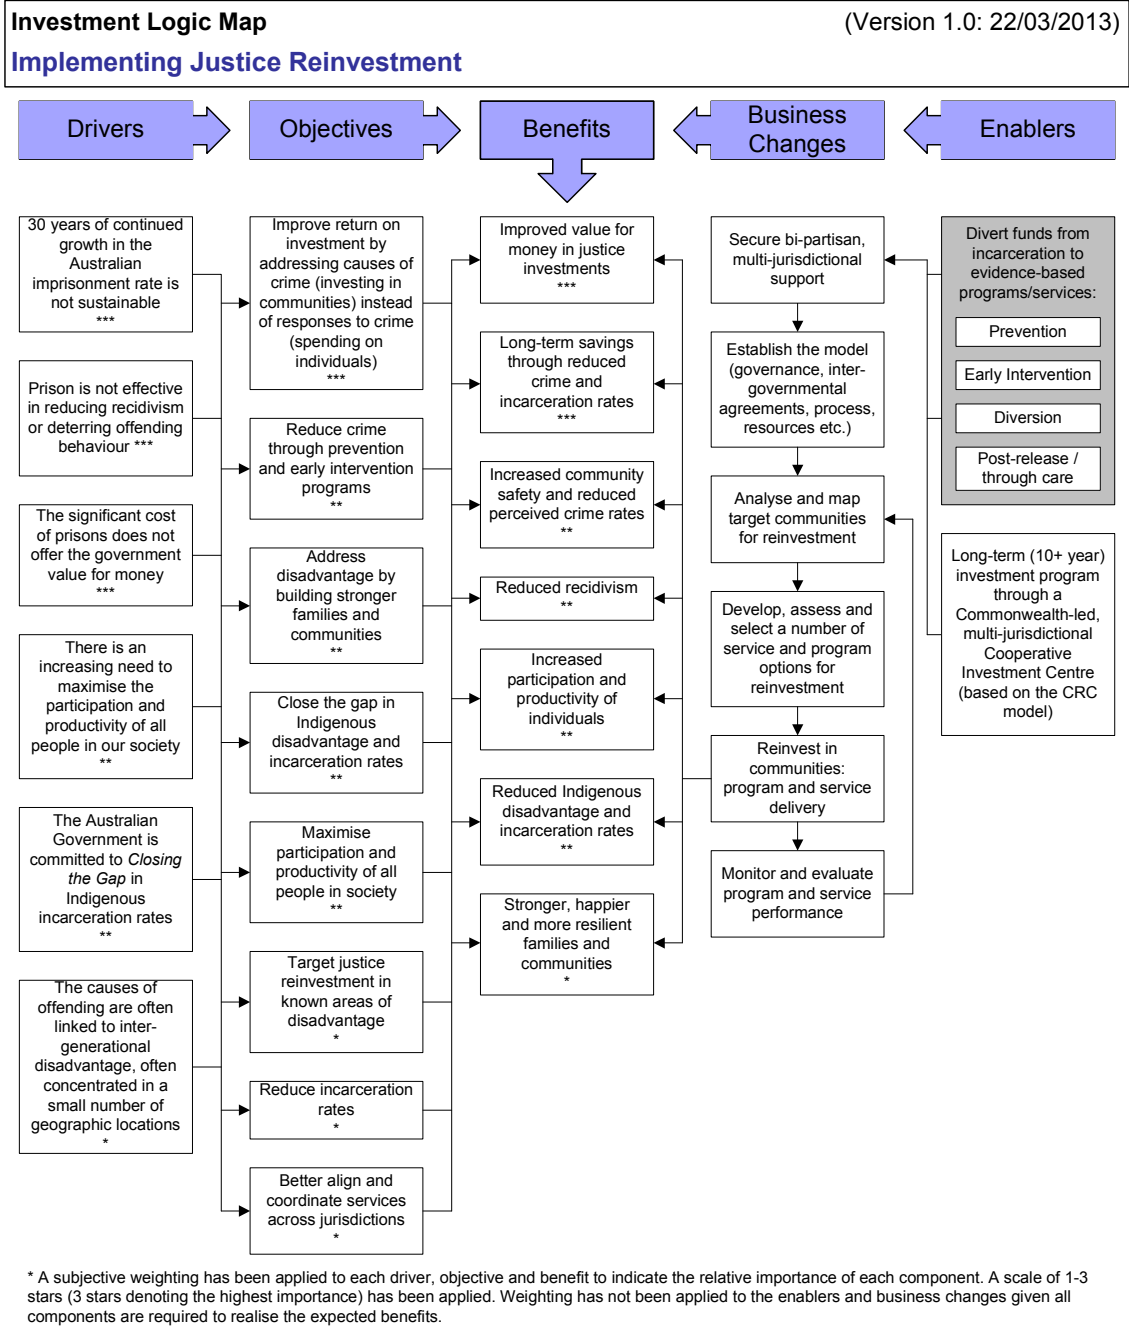 Investment Logic Map
(Version 1.0: 22/03/2013)
Implementing Justice Reinvestment
Drivers
Objectives
Benefits
Business
Changes
Enablers
30 years of continued
growth in the
Australian
imprisonment rate is
not sustainable
***
Prison is not effective
in reducing recidivism
or deterring offending
behaviour ***
The significant cost
of prisons does not
offer the government
value for money
***
There is an
increasing need to
maximise the
participation and
productivity of all
people in our society
**
The Australian
Government is
committed to Closing
the Gap in
Indigenous
incarceration rates
**
The causes of
offending are often
linked to inter-
generational
disadvantage, often
concentrated in a
small number of
geographic locations
*
Improve return on
investment by
addressing causes of
crime (investing in
communities) instead
of responses to crime
(spending on
individuals)
***
Reduce crime
through prevention
and early intervention
programs
**
Address
disadvantage by
building stronger
families and
communities
**
Close the gap in
Indigenous
disadvantage and
incarceration rates
**
Maximise
participation and
productivity of all
people in society
**
Target justice
reinvestment in
known areas of
disadvantage
*
Reduce incarceration
rates
*
Better align and
coordinate services
across jurisdictions
*
Improved value for
money in justice
investments
***
Long-term savings
through reduced
crime and
incarceration rates
***
Increased community
safety and reduced
perceived crime rates
**
Reduced recidivism
**
Increased
participation and
productivity of
individuals
**
Reduced Indigenous
disadvantage and
incarceration rates
**
Stronger, happier
and more resilient
families and
communities
*
Secure bi-partisan,
multi-jurisdictional
support
Establish the model
(governance, inter-
governmental
agreements, process,
resources etc.)
Analyse and map
target communities
for reinvestment
Develop, assess and
select a number of
service and program
options for
reinvestment
Reinvest in
communities:
program and service
delivery
Monitor and evaluate
program and service
performance
Divert funds from
incarceration to
evidence-based
programs/services:
Prevention
Early Intervention
Diversion
Post-release /
through care
Long-term (10+ year)
investment program
through a
Commonwealth-led,
multi-jurisdictional
Cooperative
Investment Centre
(based on the CRC
model)
* A subjective weighting has been applied to each driver, objective and benefit to indicate the relative importance of each component. A scale of 1-3
stars (3 stars denoting the highest importance) has been applied. Weighting has not been applied to the enablers and business changes given all
components are required to realise the expected benefits.